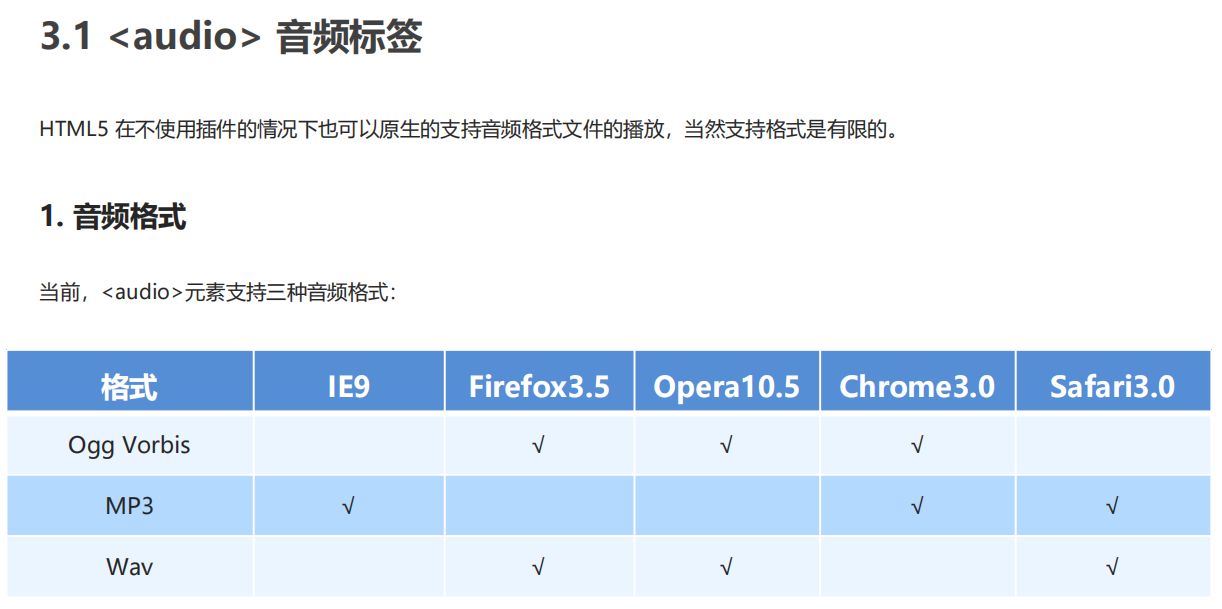 3.1 <audio> 音频标签
HTML5 在不使用插件的情况下也可以原生的支持音频格式文件的播放，当然支持格式是有限的。
1. 音频格式
当前，<audio>元素支持三种音频格式：
格式 IE9 Firefox3.5 Opera10.5 Chrome3.0 Safari3.0
Ogg Vorbis √ √ √
MP3 √ √ √
Wav √ √ √